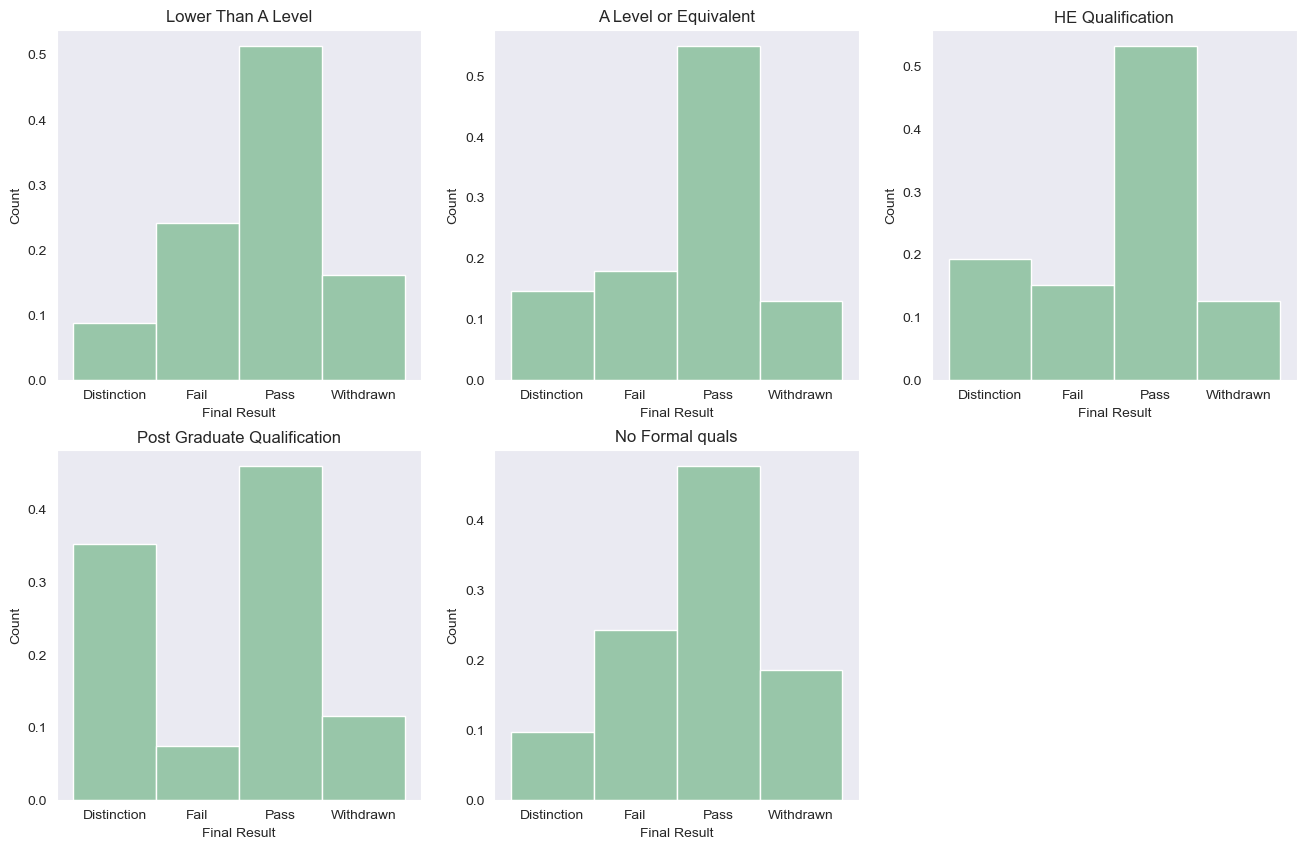 Lower Than A Level
0.5
0.4
0.3
0.2
0.1
0.0
Count
Distinction Fail Pass Withdrawn
Final Result
A Level or Equivalent
0.5
0.4
0.3
0.2
0.1
0.0
Count
Distinction Fail Pass Withdrawn
Final Result
HE Qualification
0.5
0.4
0.3
0.2
0.1
0.0
Count
Distinction Fail Pass Withdrawn
Final Result
Post Graduate Qualification
0.4
0.3
0.2
0.1
0.0
Count
Distinction Fail Pass Withdrawn
Final Result
No Formal quals
0.4
0.3
0.2
0.1
0.0
Count
Distinction Fail Pass Withdrawn
Final Result